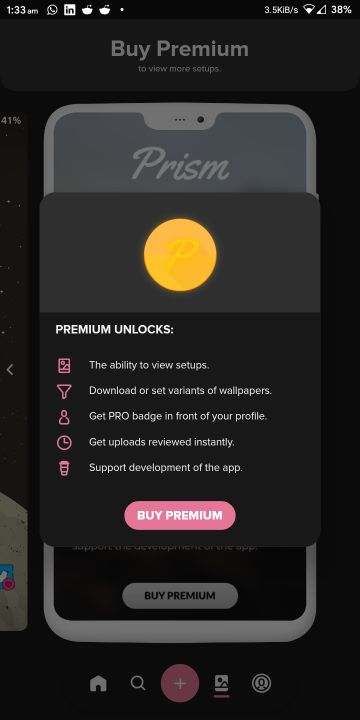 1:33 am
3.5KiB/s
38%
Buy Premium
to view more setups.
41%
Prism
P
PREMIUM UNLOCKS:
The ability to view setups.
Download or set variants of wallpapers.
Get PRO badge in front of your profile.
Get uploads reviewed instantly.
Support development of the app.
BUY PREMIUM
support the development of the app.
BUY PREMIUM